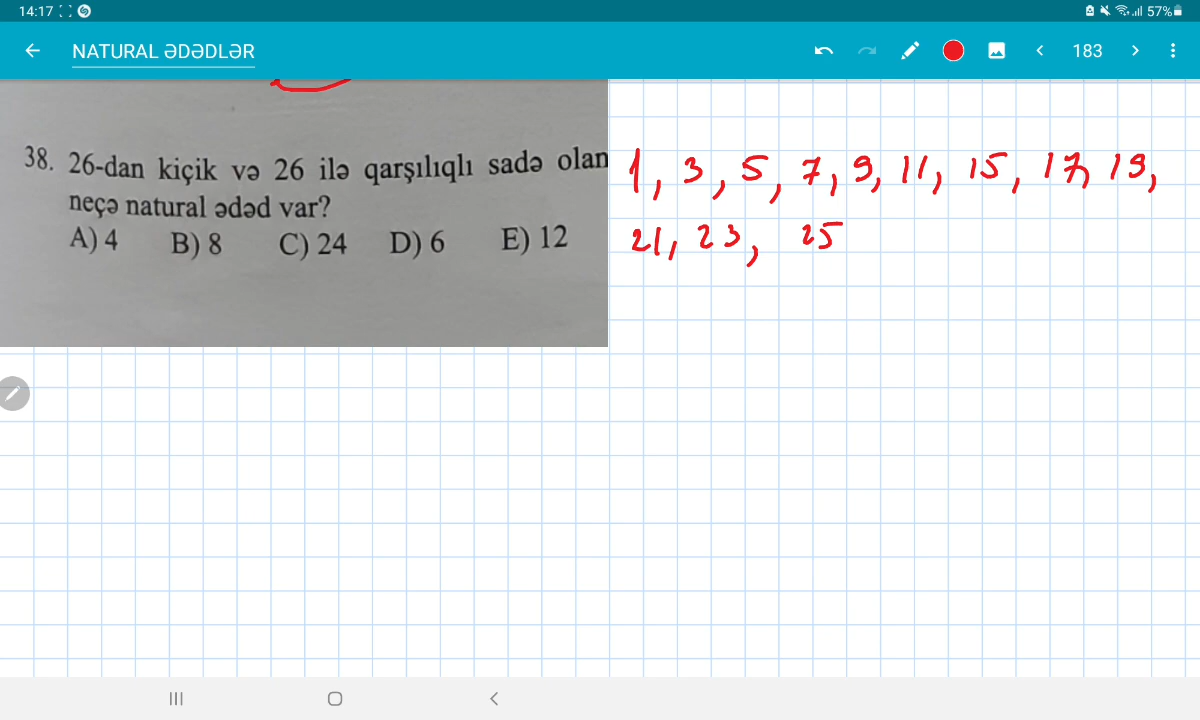 14:17 57%
NATURAL ƏDƏDLƏR 183
38. 26-dan kiçik və 26 ilə qarşılıqlı sadə olan
neçə natural ədəd var?
A) 4 B) 8 C) 24 D) 6 E) 12
1, 3, 5, 7, 9, 11, 15, 17, 19,
21, 23, 25